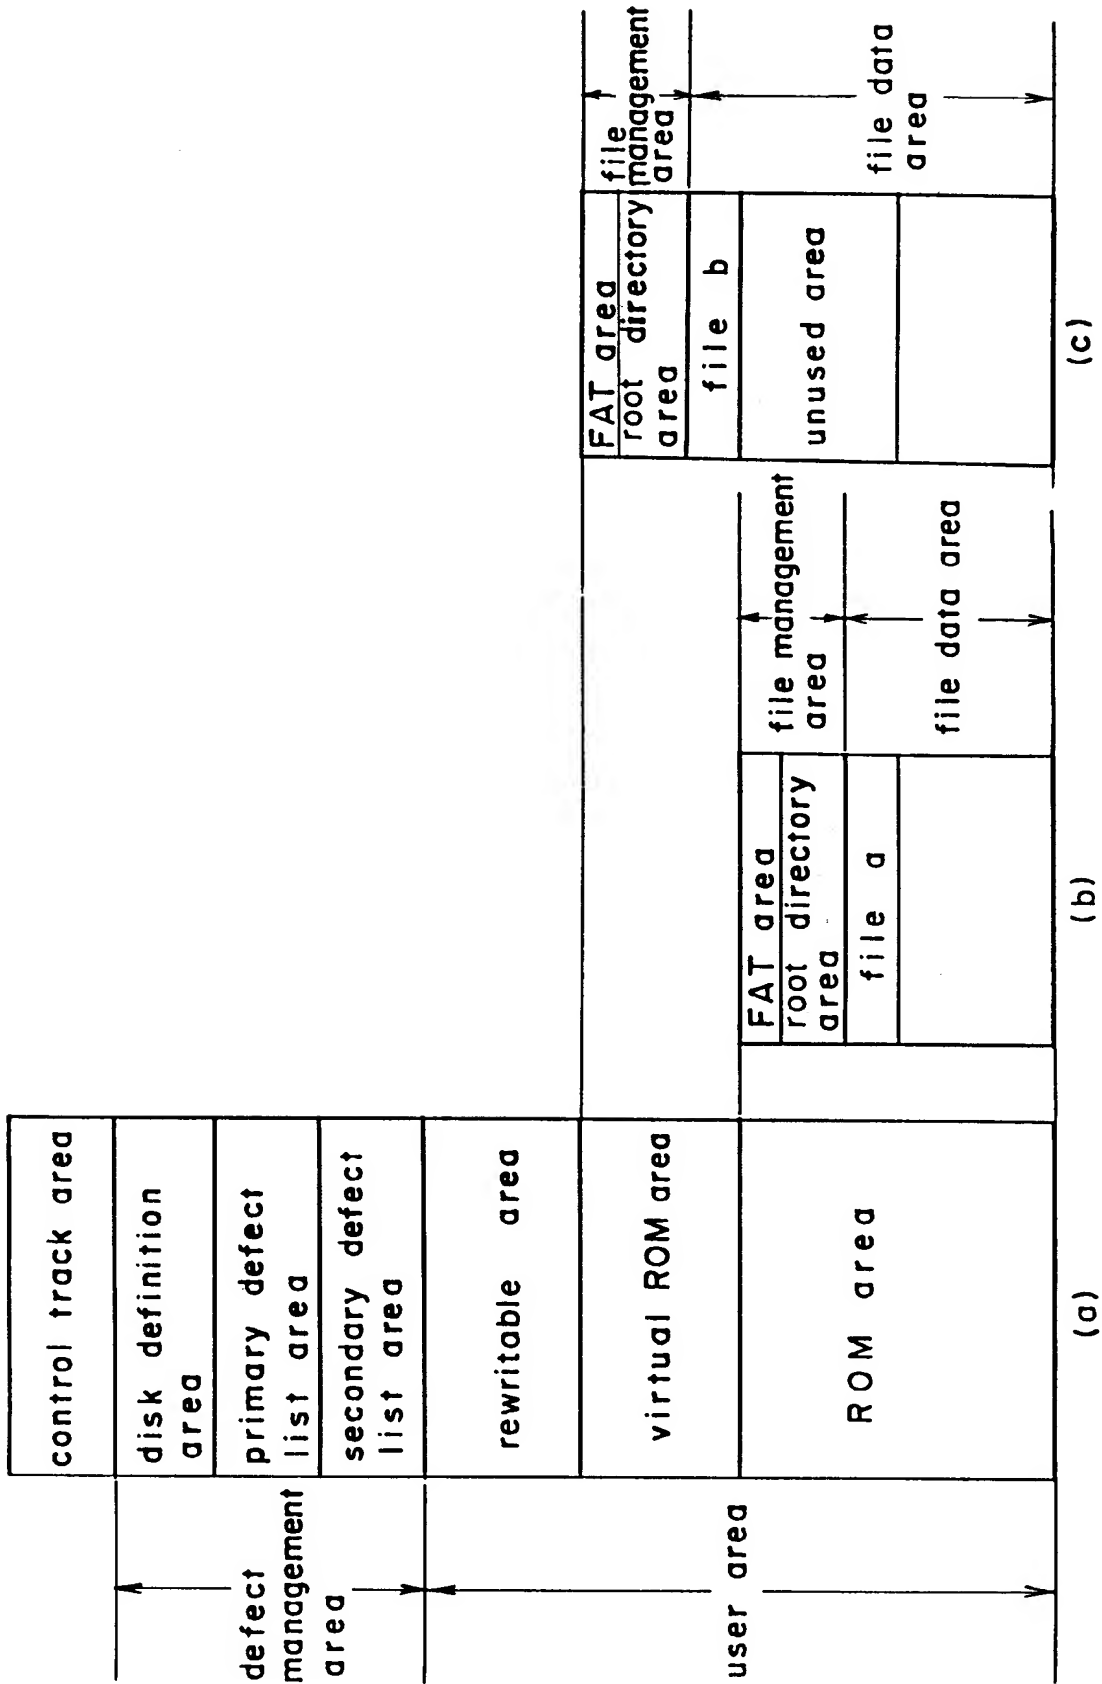 control track area
disk definition
area
primary defect
list area
secondary defect
list area
rewritable area
virtual ROM area
ROM area
defect
management
area
user area
(a)
FAT area
root directory
area
file a
file management
area
file data area
(b)
FAT area
root directory
area
file b
unused area
file
management
area
file data
area
(c)